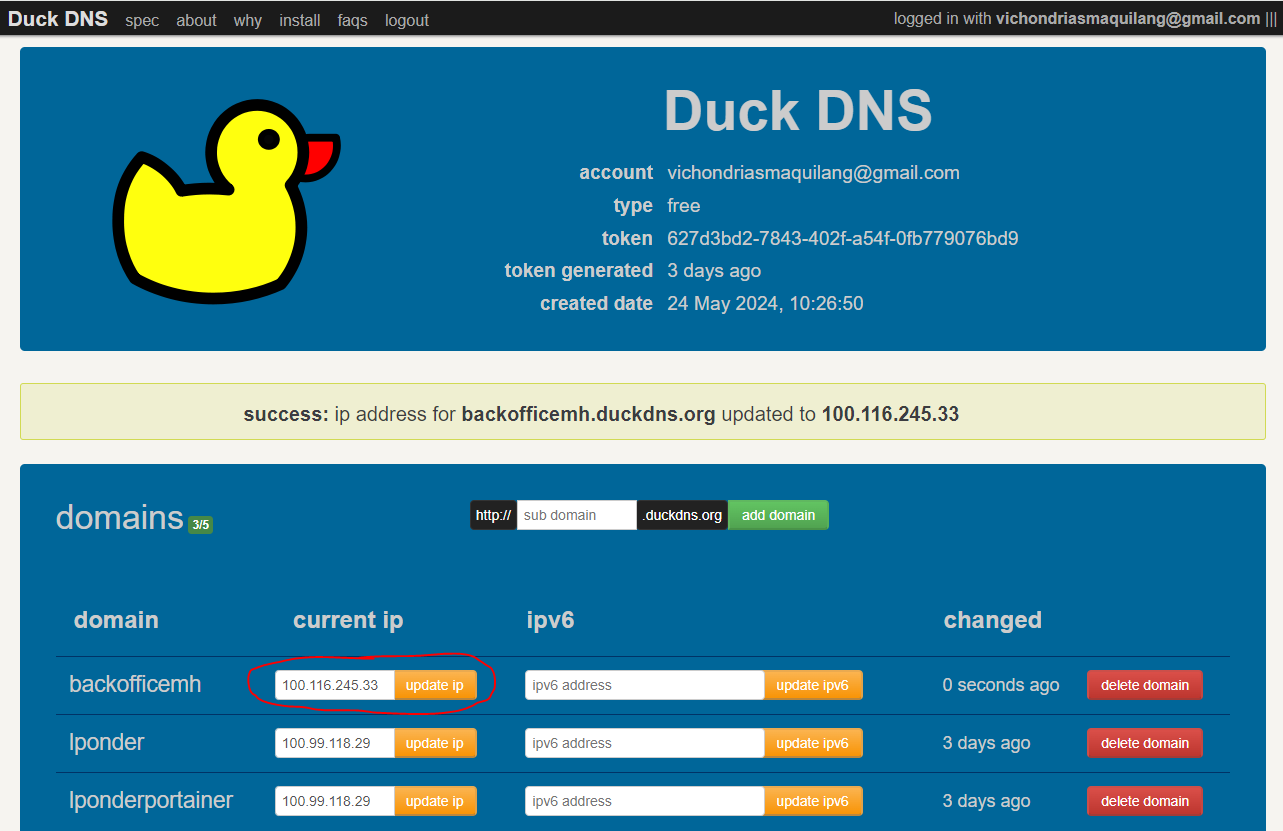 Duck DNS spec about why install faqs logout logged in with vichondriasmaquilang@gmail.com |||
Duck DNS
account vichondriasmaquilang@gmail.com
type free
token 627d3bd2-7843-402f-a54f-0fb779076bd9
token generated 3 days ago
created date 24 May 2024, 10:26:50
success: ip address for backofficemh.duckdns.org updated to 100.116.245.33
domains 3/5 http:// sub domain .duckdns.org add domain
domain current ip ipv6 changed
backofficemh 100.116.245.33 update ip ipv6 address update ipv6 0 seconds ago delete domain
lponder 100.99.118.29 update ip ipv6 address update ipv6 3 days ago delete domain
lponderportainer 100.99.118.29 update ip ipv6 address update ipv6 3 days ago delete domain